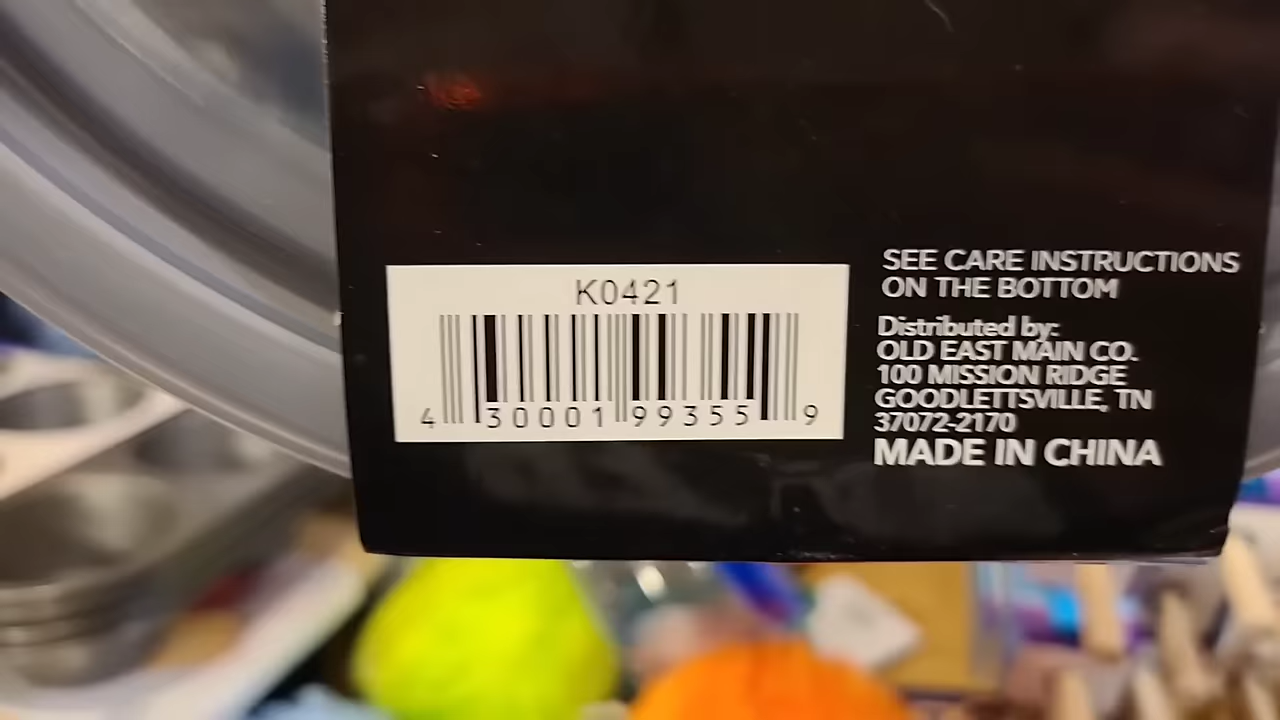 K0421
4 30001 99355 9
SEE CARE INSTRUCTIONS
ON THE BOTTOM
Distributed by:
OLD EAST MAIN CO.
100 MISSION RIDGE
GOODLETTSVILLE, TN
37072-2170
MADE IN CHINA